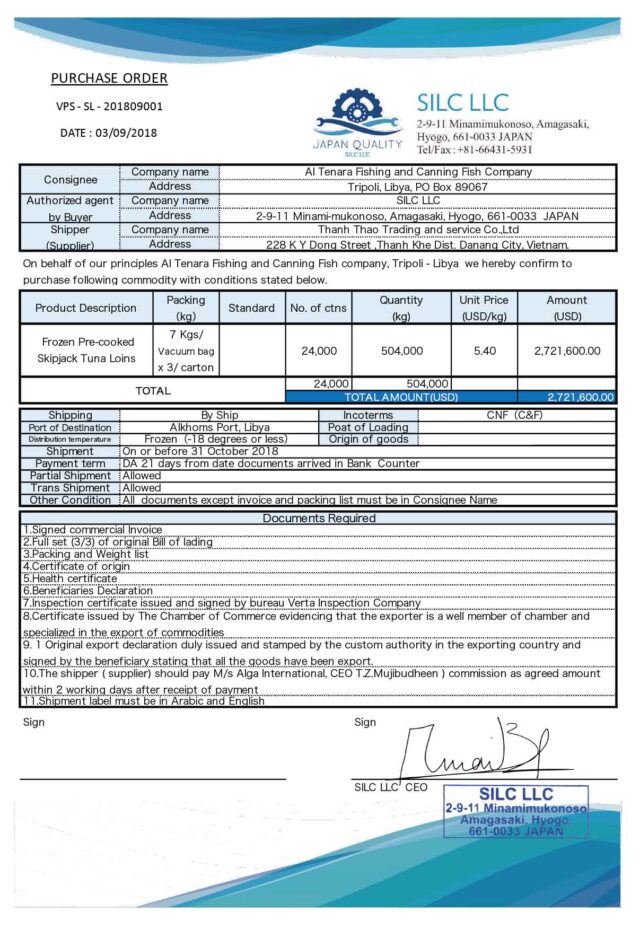 PURCHASE ORDER
VPS - SL - 201809001
DATE : 03/09/2018
JAPAN QUALITY
SILC LLC
SILC LLC
2-9-11 Minamimukonoso, Amagasaki,
Hyogo, 661-0033 JAPAN
Tel/Fax : +81-66431-5931
Consignee Company name Al Tenara Fishing and Canning Fish Company
Address Tripoli, Libya, PO Box 89067
Authorized agent by Buyer Company name SILC LLC
Address 2-9-11 Minami-mukonoso, Amagasaki, Hyogo, 661-0033 JAPAN
Shipper (Supplier) Company name Thanh Thao Trading and service Co.,Ltd
Address 228 K Y Dong Street ,Thanh Khe Dist. Danang City, Vietnam.
On behalf of our principles Al Tenara Fishing and Canning Fish company, Tripoli - Libya we hereby confirm to
purchase following commodity with conditions stated below.
Product Description Packing (kg) Standard No. of ctns Quantity (kg) Unit Price (USD/kg) Amount (USD)
Frozen Pre-cooked Skipjack Tuna Loins 7 Kgs/ Vacuum bag x 3/ carton 24,000 504,000 5.40 2,721,600.00
TOTAL 24,000 504,000
TOTAL AMOUNT(USD) 2,721,600.00
Shipping By Ship Incoterms CNF (C&F)
Port of Destination Alkhoms Port, Libya Poat of Loading
Distribution temperature Frozen (-18 degrees or less) Origin of goods
Shipment On or before 31 October 2018
Payment term DA 21 days from date documents arrived in Bank Counter
Partial Shipment Allowed
Trans Shipment Allowed
Other Condition All documents except invoice and packing list must be in Consignee Name
Documents Required
1.Signed commercial Invoice
2.Full set (3/3) of original Bill of lading
3.Packing and Weight list
4.Certificate of origin
5.Health certificate
6.Beneficiaries Declaration
7.Inspection certificate issued and signed by bureau Verta Inspection Company
8.Certificate issued by The Chamber of Commerce evidencing that the exporter is a well member of chamber and
specialized in the export of commodities
9. 1 Original export declaration duly issued and stamped by the custom authority in the exporting country and
signed by the beneficiary stating that all the goods have been export.
10.The shipper ( supplier) should pay M/s Alga International, CEO T.Z.Mujibudheen ) commission as agreed amount
within 2 working days after receipt of payment
11.Shipment label must be in Arabic and English
Sign Sign
SILC LLC CEO
SILC LLC
2-9-11 Minamimukonoso
Amagasaki, Hyogo,
661-0033 JAPAN